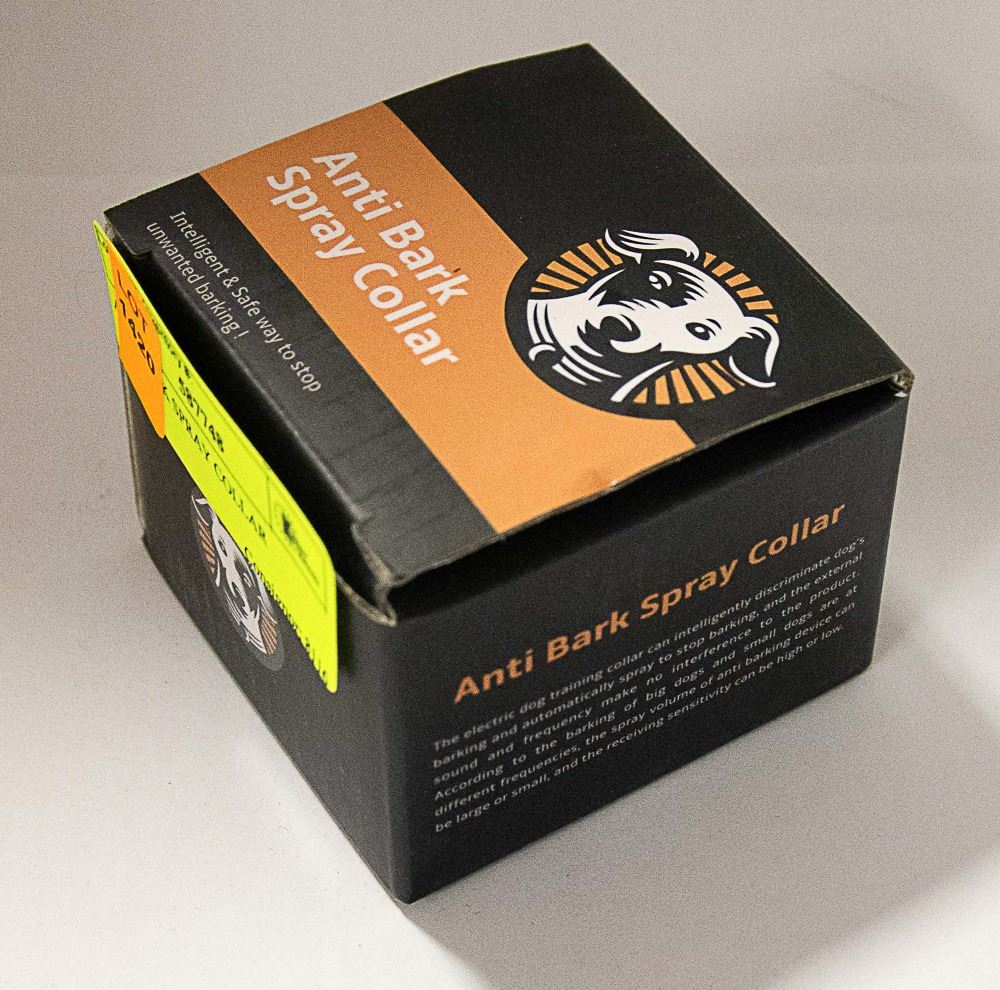 Anti Bark
Spray Collar
Intelligent & Safe way to stop
unwanted barking !
LOT
1420
587748
SPRAY COLLAR
Anti Bark Spray Collar
The electric dog training collar can intelligently discriminate dog's
barking and automatically spray to stop barking, and the external
sound and frequency make no interference to the product.
According to the barking of big dogs and small dogs are at
different frequencies, the spray volume of anti barking device can
be large or small, and the receiving sensitivity can be high or low.